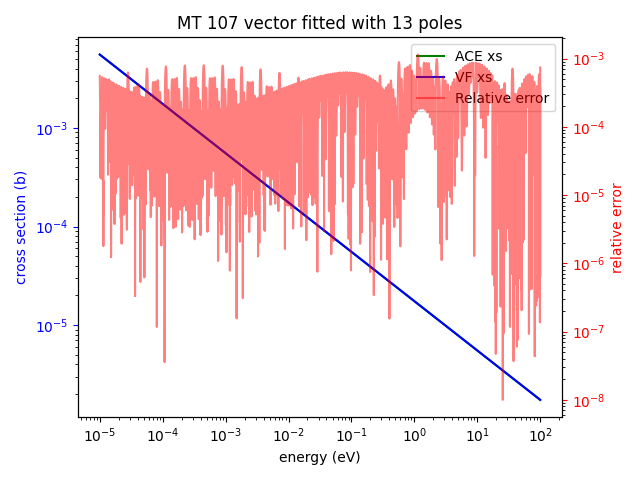 MT 107 vector fitted with 13 poles
ACE xs
VF xs
Relative error
cross section (b)
10⁻³
10⁻⁴
10⁻⁵
relative error
10⁻³
10⁻⁴
10⁻⁵
10⁻⁶
10⁻⁷
10⁻⁸
10⁻⁵ 10⁻⁴ 10⁻³ 10⁻² 10⁻¹ 10⁰ 10¹ 10²
energy (eV)